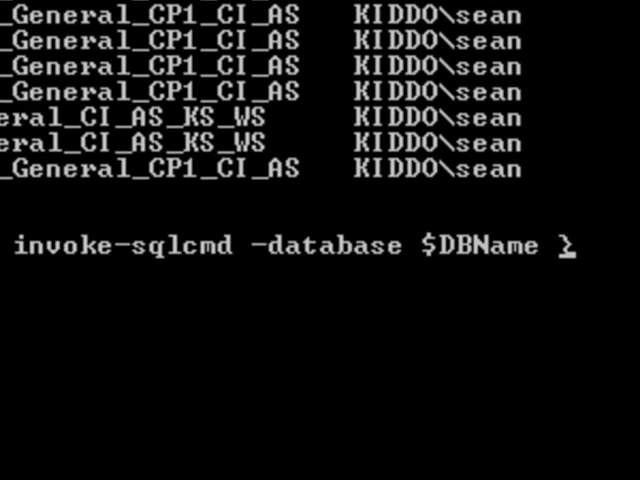 _General_CP1_CI_AS KIDDO\sean
_General_CP1_CI_AS KIDDO\sean
_General_CP1_CI_AS KIDDO\sean
_General_CP1_CI_AS KIDDO\sean
eral_CI_AS_KS_WS KIDDO\sean
eral_CI_AS_KS_WS KIDDO\sean
_General_CP1_CI_AS KIDDO\sean
invoke-sqlcmd -database $DBName }